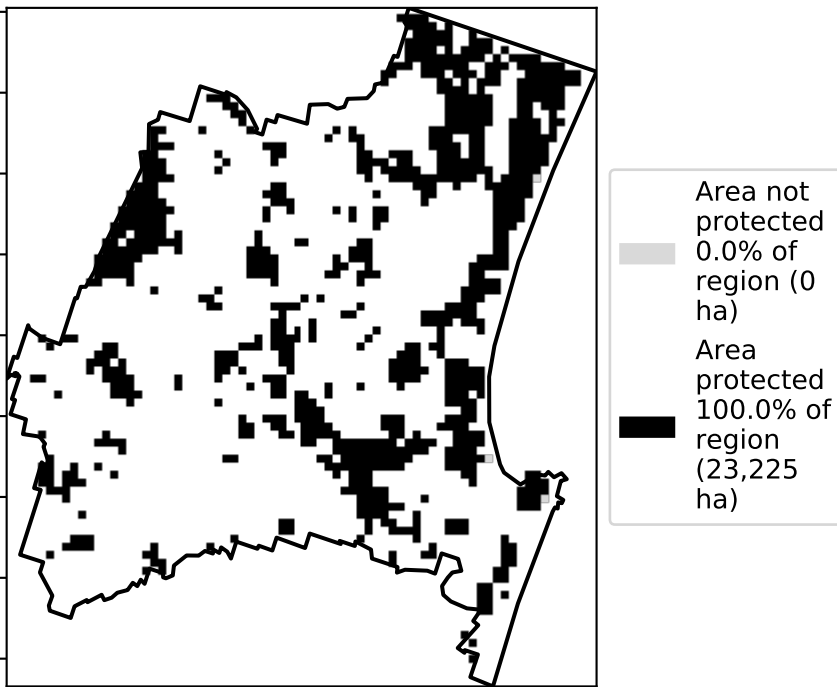 Area not
protected
0.0% of
region (0
ha)
Area
protected
100.0% of
region
(23,225
ha)